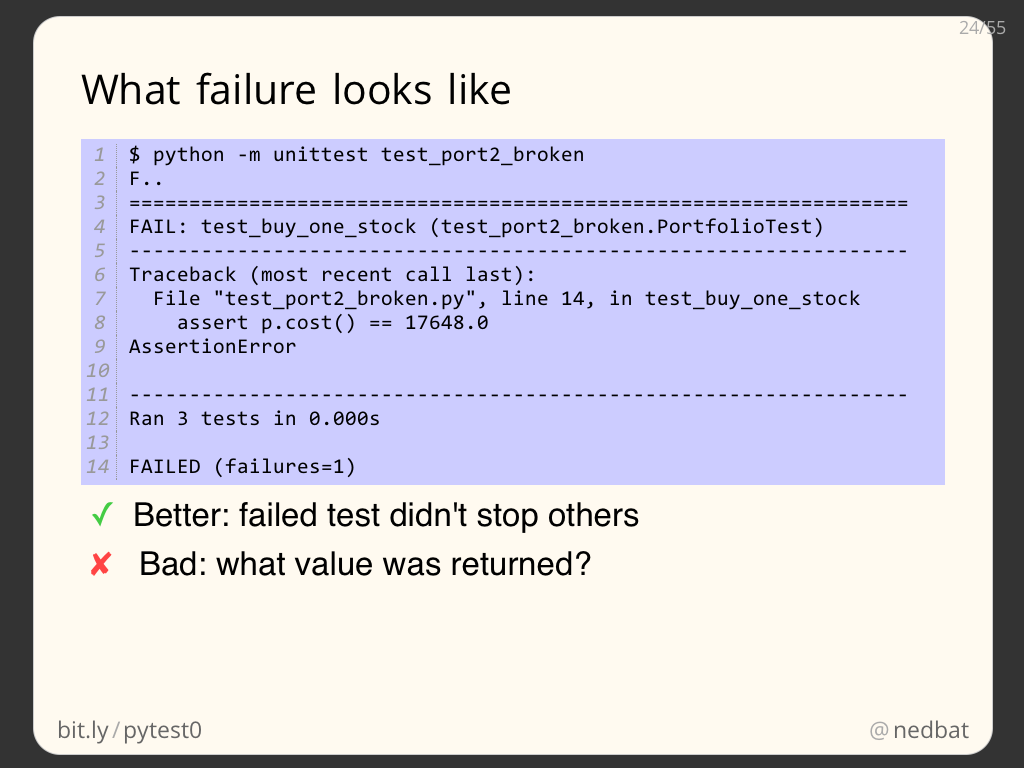 24/55
What failure looks like
1 $ python -m unittest test_port2_broken
2 F..
3 =================================================================
4 FAIL: test_buy_one_stock (test_port2_broken.PortfolioTest)
5 -----------------------------------------------------------------
6 Traceback (most recent call last):
7   File "test_port2_broken.py", line 14, in test_buy_one_stock
8     assert p.cost() == 17648.0
9 AssertionError
10
11 -----------------------------------------------------------------
12 Ran 3 tests in 0.000s
13
14 FAILED (failures=1)
✓ Better: failed test didn't stop others
✘ Bad: what value was returned?
bit.ly/pytest0
@nedbat